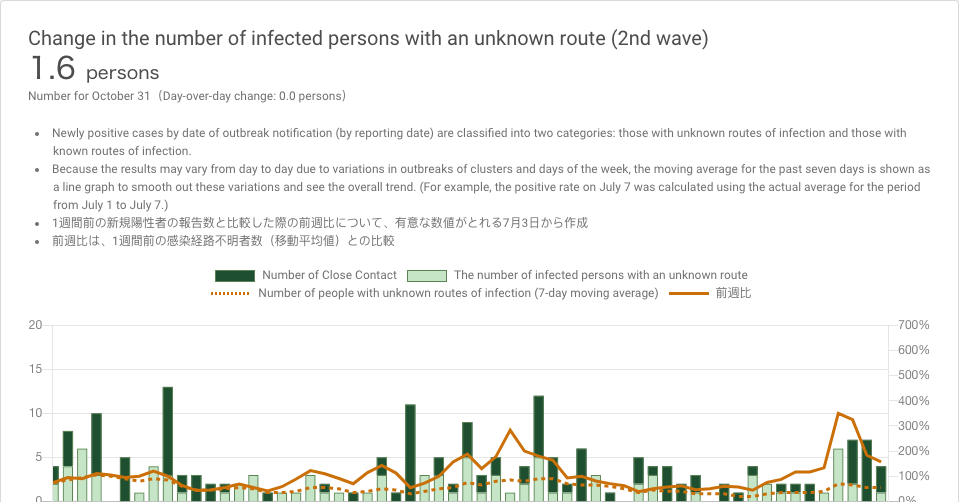 Change in the number of infected persons with an unknown route (2nd wave)
1.6 persons
Number for October 31（Day-over-day change: 0.0 persons）
• Newly positive cases by date of outbreak notification (by reporting date) are classified into two categories: those with unknown routes of infection and those with
known routes of infection.
• Because the results may vary from day to day due to variations in outbreaks of clusters and days of the week, the moving average for the past seven days is shown as
a line graph to smooth out these variations and see the overall trend. (For example, the positive rate on July 7 was calculated using the actual average for the period
from July 1 to July 7.)
• 1週間前の新規陽性者の報告数と比較した際の前週比について、有意な数値がとれる7月3日から作成
• 前週比は、1週間前の感染経路不明者数（移動平均値）との比較
Number of Close Contact The number of infected persons with an unknown route
Number of people with unknown routes of infection (7-day moving average) 前週比
20 700%
600%
15 500%
400%
10 300%
5 200%
100%
0 0%